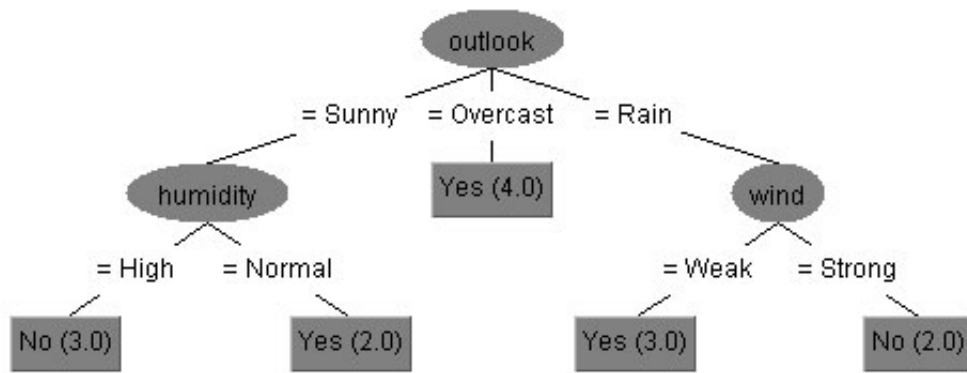 outlook
= Sunny = Overcast = Rain
humidity Yes (4.0) wind
= High = Normal = Weak = Strong
No (3.0) Yes (2.0) Yes (3.0) No (2.0)